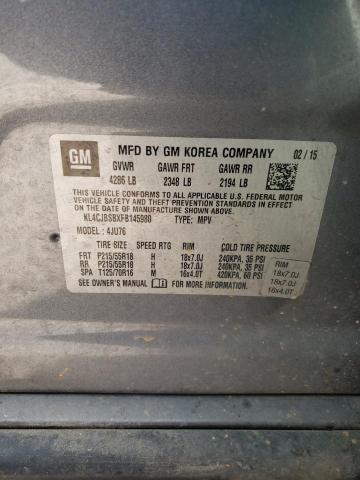 GM
MFD BY GM KOREA COMPANY 02 / 15
GVWR GAWR FRT GAWR RR
4286 LB 2348 LB 2194 LB
THIS VEHICLE CONFORMS TO ALL APPLICABLE U.S. FEDERAL MOTOR
VEHICLE SAFETY AND THEFT PREVENTION STANDARDS IN EFFECT ON
THE DATE OF MANUFACTURE SHOWN ABOVE.
KL4CJBSBXFB145980 TYPE: MPV
MODEL : 4JU76
TIRE SIZE SPEED RTG RIM COLD TIRE PRESSURE
FRT P215/55R18 H 18x7.0J 240KPA, 35 PSI
RR P215/55R18 H 18x7.0J 240KPA, 35 PSI
SPA T125/70R16 M 16x4.0T 420KPA, 60 PSI
SEE OWNER'S MANUAL FOR ADDITIONAL INFORMATION.
RIM
18x7.0J
18x7.0J
16x4.0T